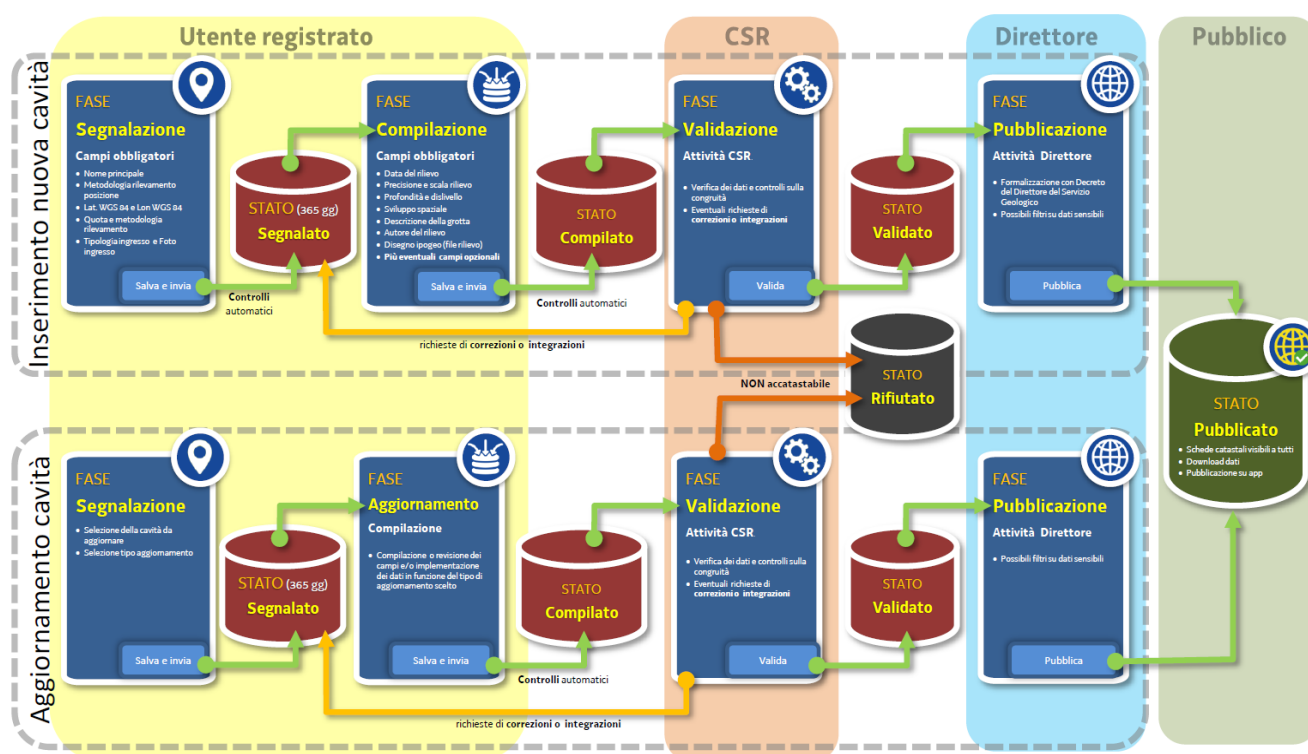 Utente registrato
CSR
Direttore
Pubblico
Inserimento nuova cavità
FASE
Segnalazione
Campi obbligatori
• Nome principale
• Metodologia rilevamento
posizione
• Lat. WGS 84 e Lon WGS 84
• Quota e metodologia
rilevamento
• Tipologia ingresso e Foto
ingresso
Salva e invia
Controlli
automatici
STATO (365 gg)
Segnalato
FASE
Compilazione
Campi obbligatori
• Data del rilievo
• Precisione e scala rilievo
• Profondità e dislivello
• Sviluppo spaziale
• Descrizione della grotta
• Autore del rilievo
• Disegno ipogeo (file rilievo)
• Più eventuali campi opzionali
Salva e invia
Controlli automatici
STATO
Compilato
FASE
Validazione
Attività CSR.
• Verifica dei dati e controlli sulla
congruità
• Eventuali richieste di
correzioni o integrazioni
Valida
STATO
Validato
FASE
Pubblicazione
Attività Direttore
• Formalizzazione con Decreto
del Direttore del Servizio
Geologico
• Possibili filtri su dati sensibili
Pubblica
richieste di correzioni o integrazioni
NON accatastabile
STATO
Rifiutato
STATO
Pubblicato
• Schede catastali visibili a tutti
• Download dati
• Pubblicazione su app
Aggiornamento cavità
FASE
Segnalazione
• Selezione della cavità da
aggiornare
• Selezione tipo aggiornamento
Salva e invia
STATO (365 gg)
Segnalato
FASE
Aggiornamento
Compilazione
• Compilazione o revisione dei
campi e/o implementazione
dei dati in funzione del tipo di
aggiornamento scelto
Salva e invia
Controlli automatici
STATO
Compilato
FASE
Validazione
Attività CSR
• Verifica dei dati e controlli sulla
congruità
• Eventuali richieste di
correzioni o integrazioni
Valida
STATO
Validato
FASE
Pubblicazione
Attività Direttore
• Possibili filtri su dati sensibili
Pubblica
richieste di correzioni o integrazioni